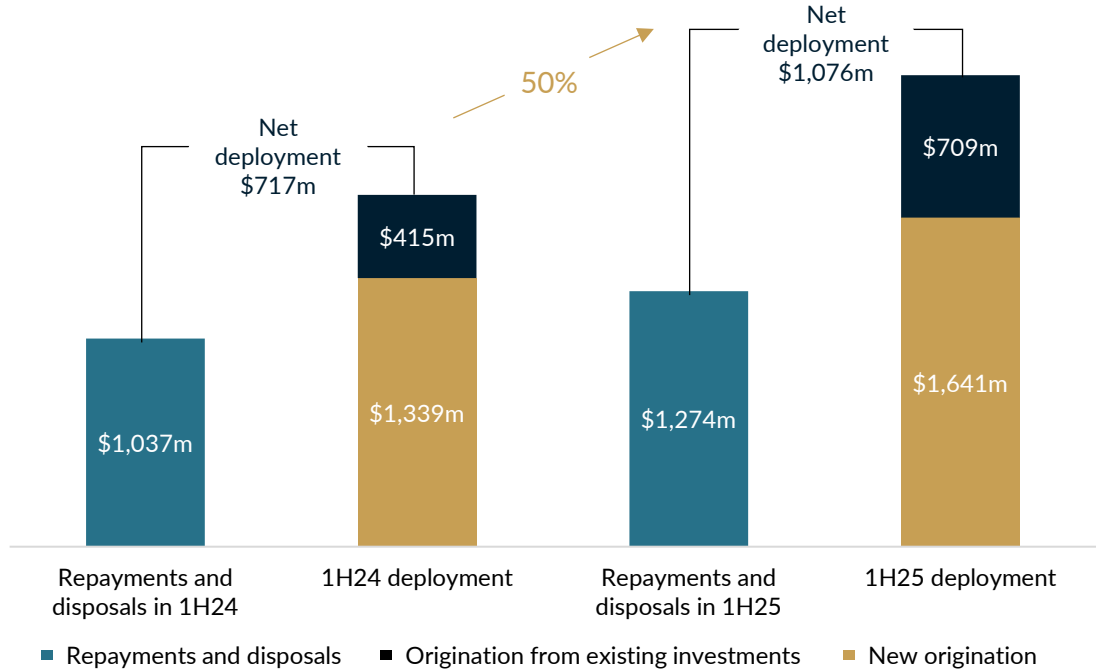 Net
deployment
$717m
50%
Net
deployment
$1,076m
$1,037m
$415m
$1,339m
$1,274m
$709m
$1,641m
Repayments and
disposals in 1H24
1H24 deployment
Repayments and
disposals in 1H25
1H25 deployment
Repayments and disposals
Origination from existing investments
New origination